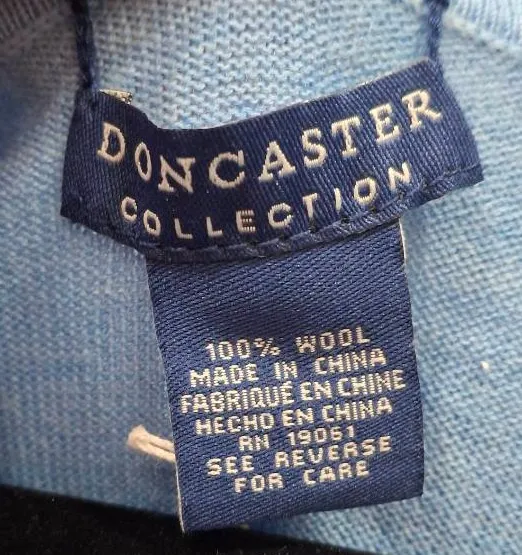 DONCASTER
COLLECTION
100% WOOL
MADE IN CHINA
FABRIQUÉ EN CHINE
HECHO EN CHINA
RN 19061
SEE REVERSE
FOR CARE